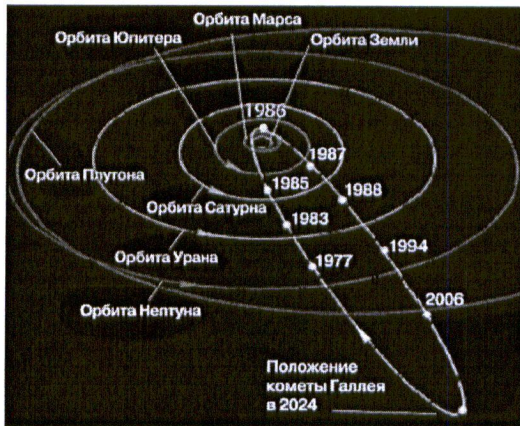 Орбита Марса
Орбита Юпитера
Орбита Земли
1986
1987
Орбита Плутона
1985
1988
Орбита Сатурна
1983
1994
Орбита Урана
1977
2006
Орбита Нептуна
Положение
кометы Галлея
в 2024